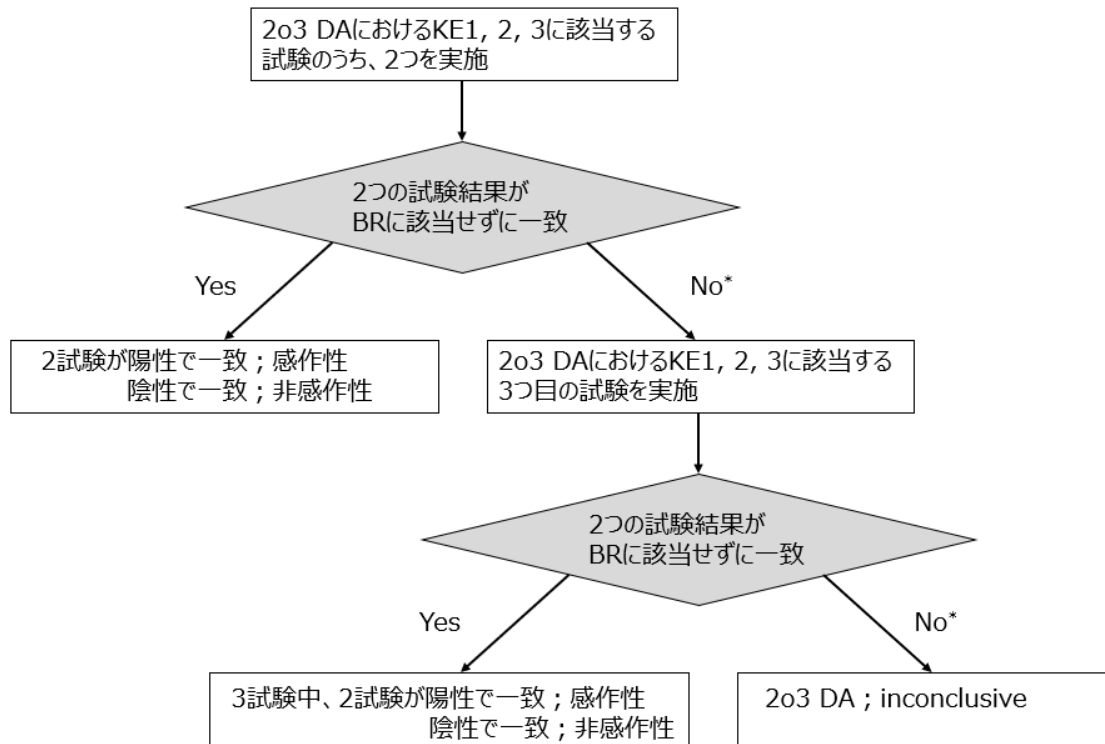 2o3 DAにおけるKE1, 2, 3に該当する
試験のうち、2つを実施
2つの試験結果が
BRに該当せずに一致
Yes
No*
2試験が陽性で一致；感作性
陰性で一致；非感作性
2o3 DAにおけるKE1, 2, 3に該当する
3つ目の試験を実施
2つの試験結果が
BRに該当せずに一致
Yes
No*
3試験中、2試験が陽性で一致；感作性
陰性で一致；非感作性
2o3 DA；inconclusive